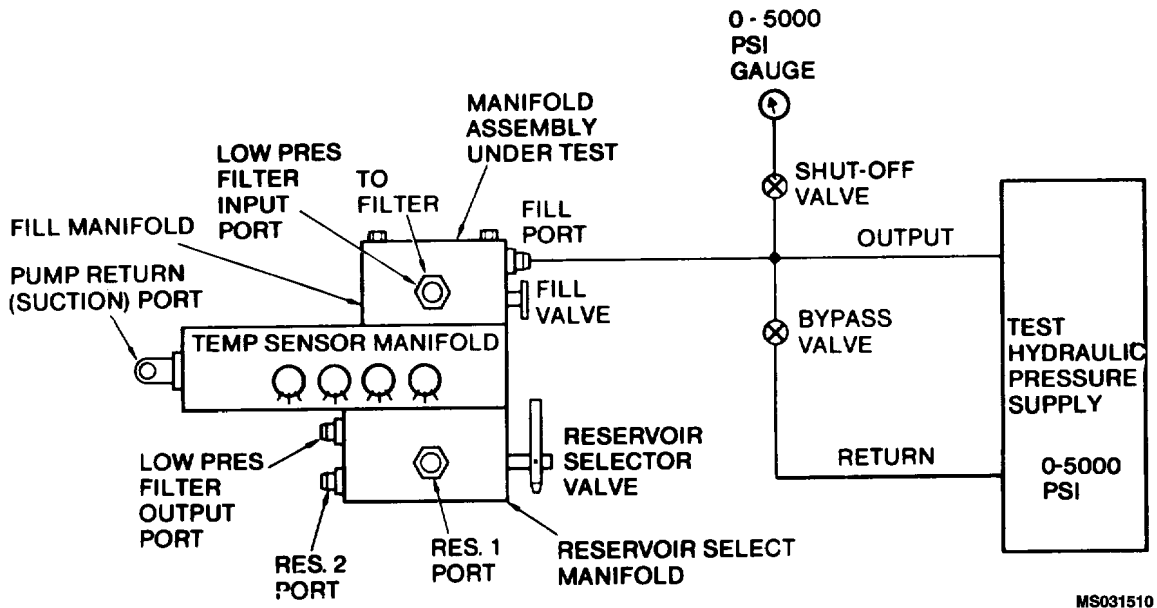 0 - 5000
PSI
GAUGE
MANIFOLD
ASSEMBLY
UNDER TEST
LOW PRES
FILTER
INPUT
PORT
TO
FILTER
SHUT-OFF
VALVE
FILL MANIFOLD
FILL
PORT
OUTPUT
PUMP RETURN
(SUCTION) PORT
FILL
VALVE
BYPASS
VALVE
TEMP SENSOR MANIFOLD
TEST
HYDRAULIC
PRESSURE
SUPPLY
0-5000
PSI
LOW PRES
FILTER
OUTPUT
PORT
RESERVOIR
SELECTOR
VALVE
RETURN
RES. 2
PORT
RES. 1
PORT
RESERVOIR SELECT
MANIFOLD
MS031510